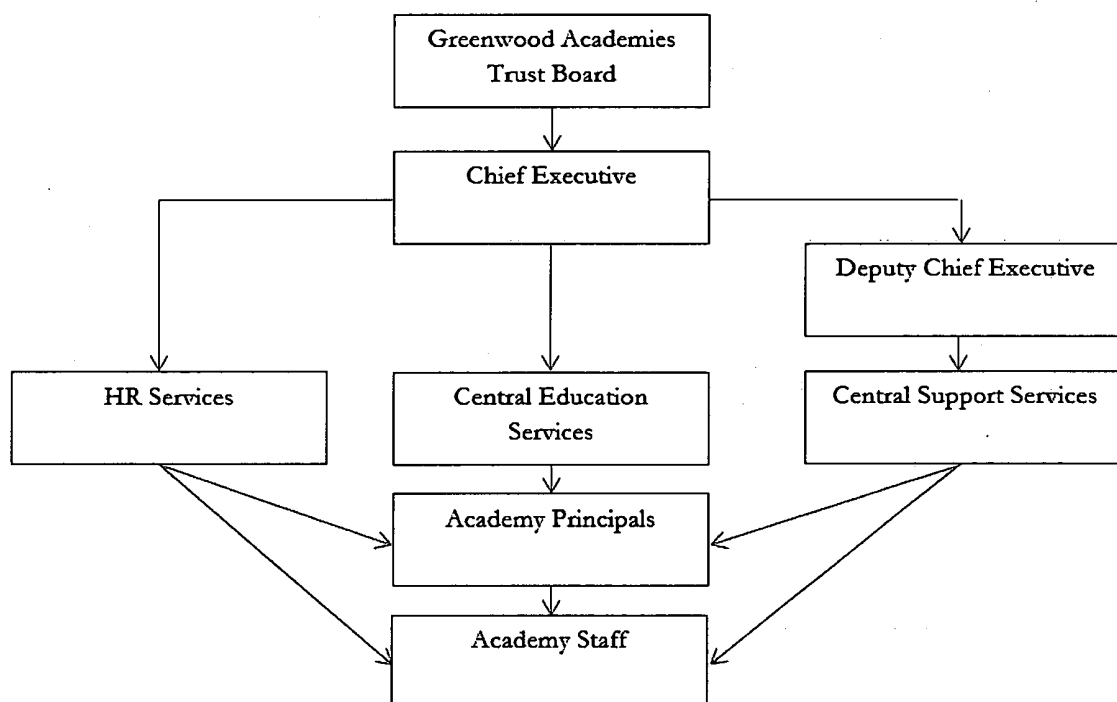 Greenwood Academies
Trust Board
Chief Executive
Deputy Chief Executive
HR Services
Central Education
Services
Central Support Services
Academy Principals
Academy Staff